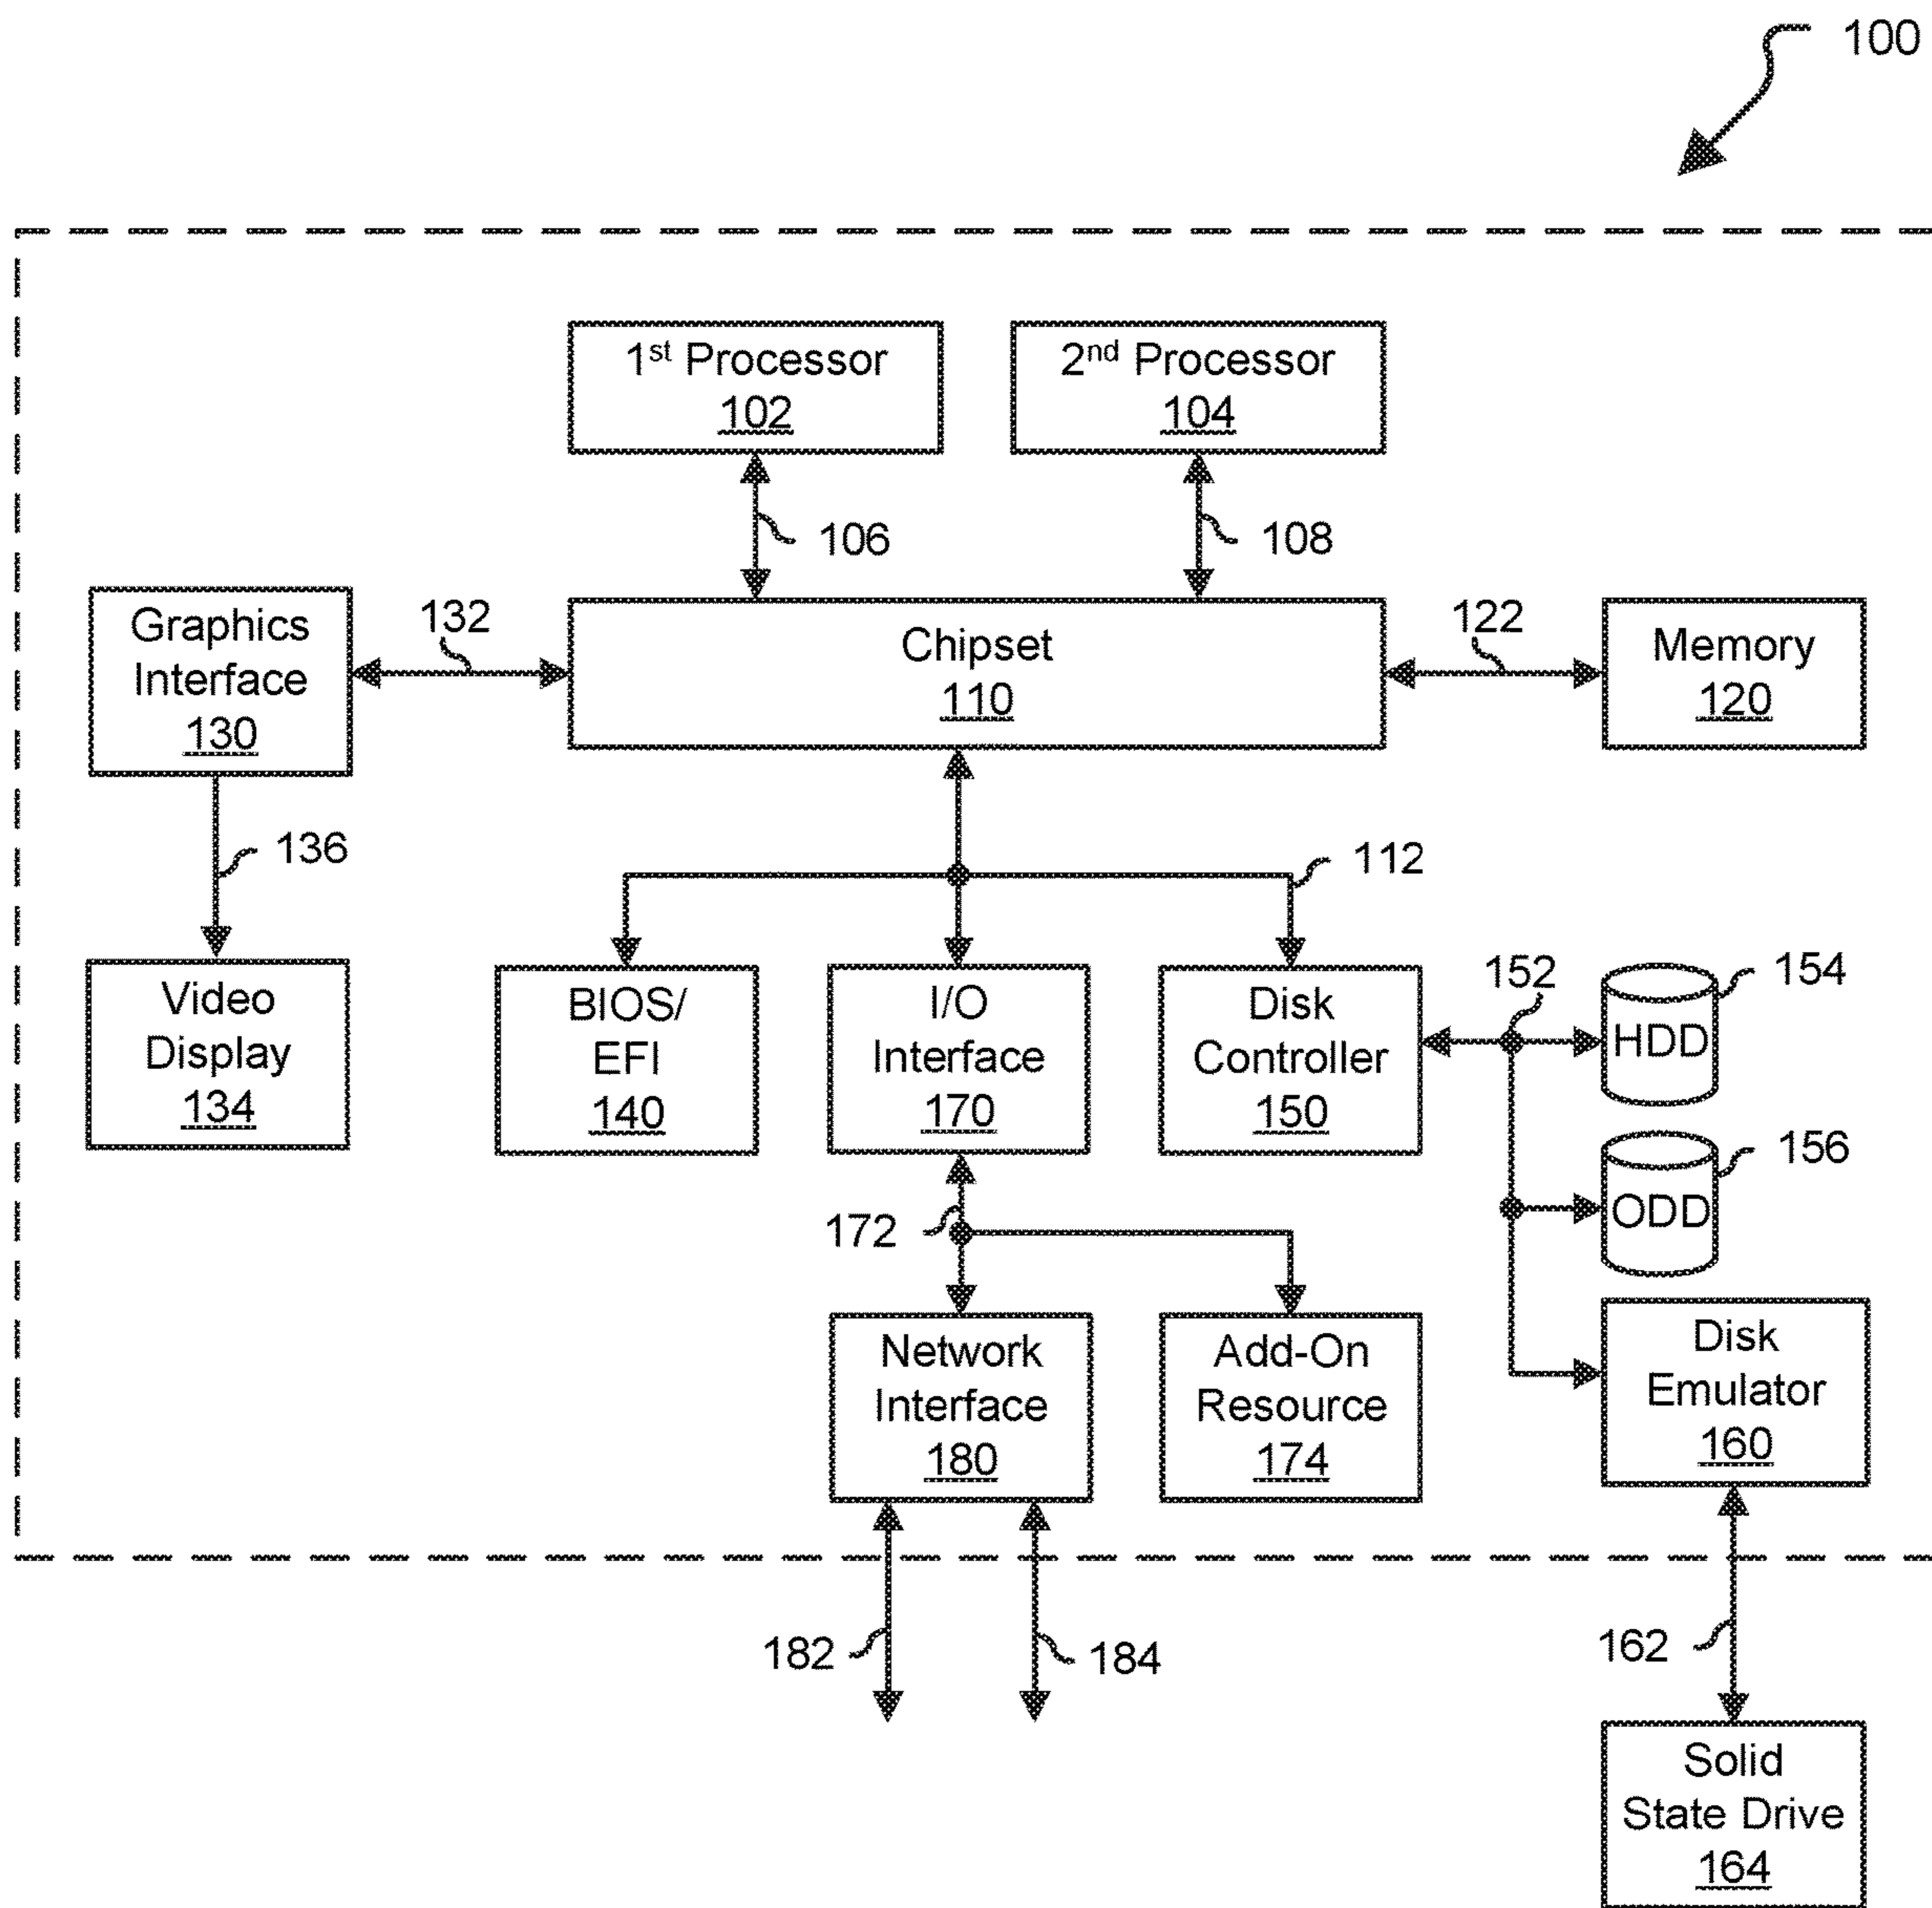 100
1st Processor
102
2nd Processor
104
106
108
Graphics
Interface
130
132
Chipset
110
122
Memory
120
136
112
Video
Display
134
BIOS/
EFI
140
I/O
Interface
170
Disk
Controller
150
152
HDD
154
ODD
156
172
Network
Interface
180
Add-On
Resource
174
Disk
Emulator
160
182
184
162
Solid
State Drive
164